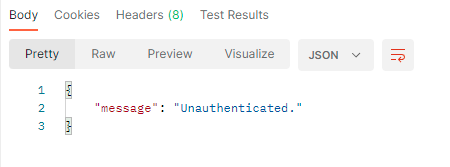 Body Cookies Headers (8) Test Results
Pretty Raw Preview Visualize JSON
1 {
2 "message": "Unauthenticated."
3 }